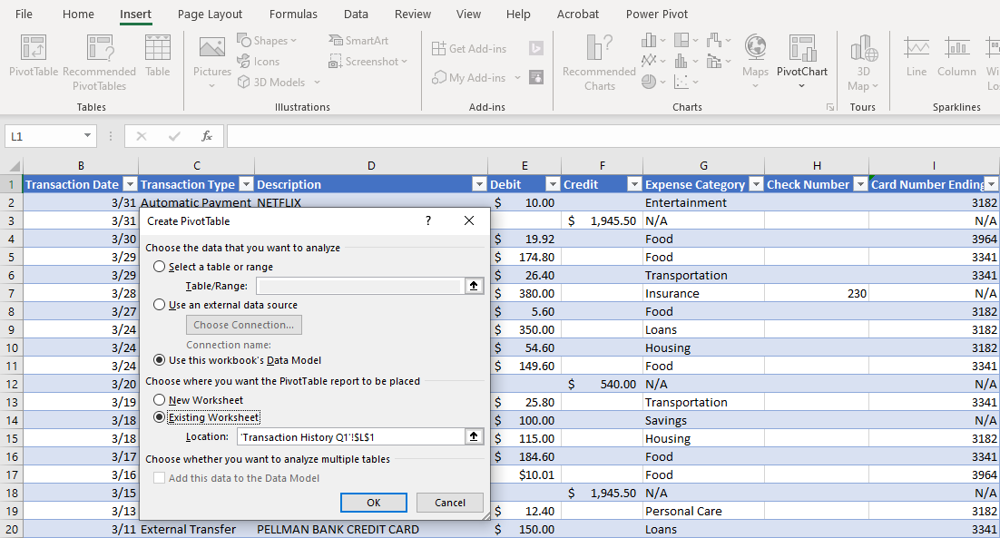 File Home Insert Page Layout Formulas Data Review View Help Acrobat Power Pivot
PivotTable Recommended PivotTables Table
Tables
Pictures Shapes Icons 3D Models SmartArt Screenshot
Illustrations
Get Add-ins My Add-ins
Add-ins
Recommended Charts Maps PivotChart
Charts
3D Map
Tours
Line Column Wi Lo
Sparklines
L1 fx
B C D E F G H I
1 Transaction Date Transaction Type Description Debit Credit Expense Category Check Number Card Number Ending
2 3/31 Automatic Payment NETFLIX $ 10.00 Entertainment 3182
3 3/31 $ 1,945.50 N/A N/A
4 3/30 $ 19.92 Food 3964
5 3/29 $ 174.80 Food 3341
6 3/29 $ 26.40 Transportation 3341
7 3/28 $ 380.00 Insurance 230 N/A
8 3/27 $ 5.60 Food 3182
9 3/24 $ 350.00 Loans 3182
10 3/24 $ 54.60 Housing 3182
11 3/24 $ 149.60 Food 3341
12 3/20 $ 540.00 N/A N/A
13 3/19 $ 25.80 Transportation 3341
14 3/18 $ 100.00 Savings N/A
15 3/18 $ 115.00 Housing 3341
16 3/17 $ 184.60 Food 3341
17 3/16 $10.01 Food 3964
18 3/15 $ 1,945.50 N/A N/A
19 3/13 $ 12.40 Personal Care 3182
20 3/11 External Transfer PELLMAN BANK CREDIT CARD $ 150.00 Loans 3341
Create PivotTable ?
Choose the data that you want to analyze
Select a table or range
Table/Range:
Use an external data source
Choose Connection...
Connection name:
Use this workbook's Data Model
Choose where you want the PivotTable report to be placed
New Worksheet
Existing Worksheet
Location: 'Transaction History Q1'!$L$1
Choose whether you want to analyze multiple tables
Add this data to the Data Model
OK Cancel